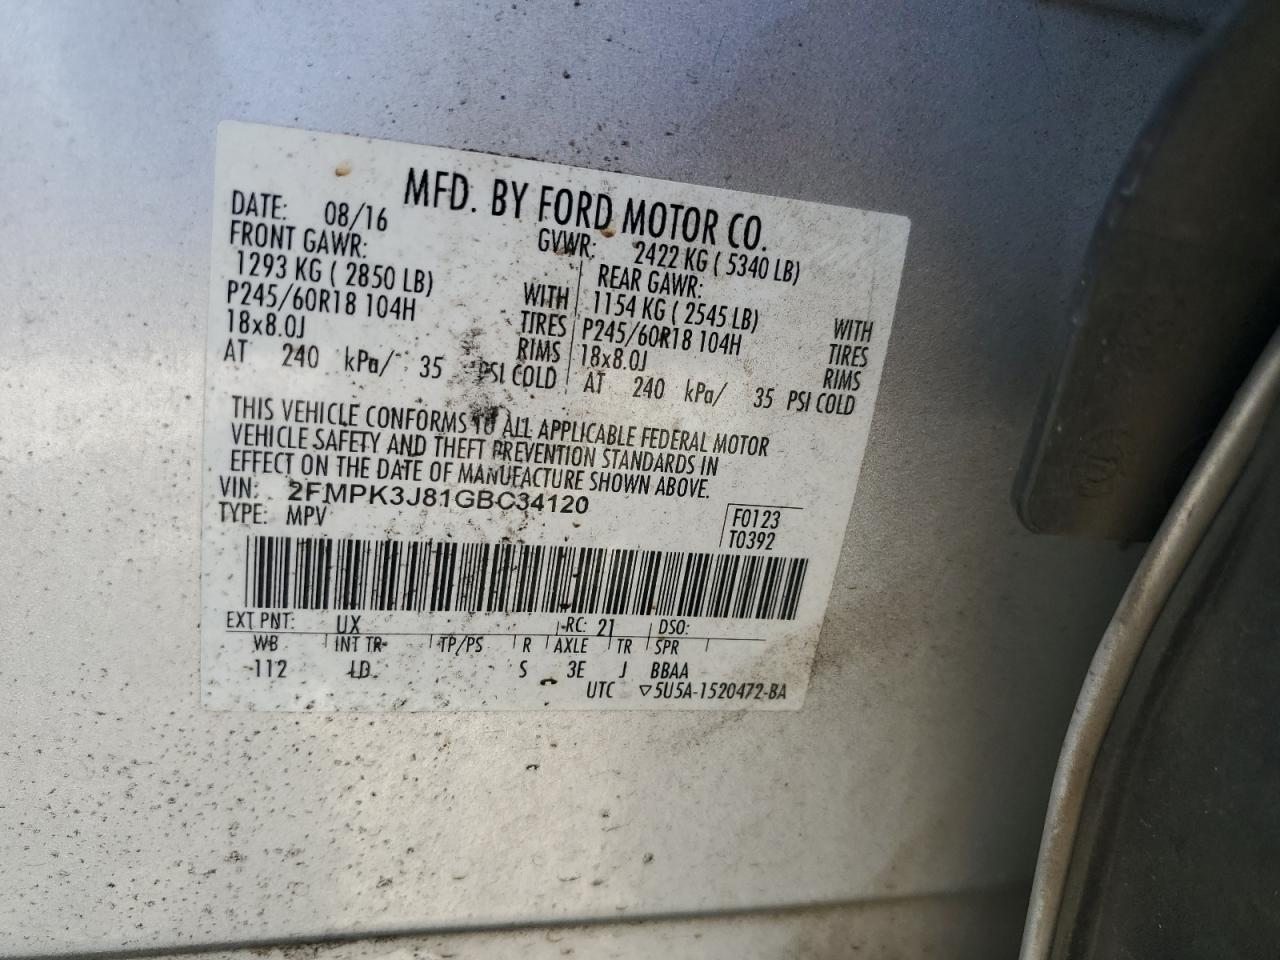 MFD. BY FORD MOTOR CO.
DATE: 08/16 GVWR: 2422 KG ( 5340 LB)
FRONT GAWR: REAR GAWR:
1293 KG ( 2850 LB) WITH 1154 KG ( 2545 LB) WITH
P245/60R18 104H TIRES P245/60R18 104H TIRES
18x8.0J RIMS 18x8.0J RIMS
AT 240 kPa/ 35 PSI COLD AT 240 kPa/ 35 PSI COLD
THIS VEHICLE CONFORMS TO ALL APPLICABLE FEDERAL MOTOR
VEHICLE SAFETY AND THEFT PREVENTION STANDARDS IN
EFFECT ON THE DATE OF MANUFACTURE SHOWN ABOVE.
VIN: 2FMPK3J81GBC34120
TYPE: MPV F0123
T0392
EXT PNT: UX RC: 21 DSO:
WB INT TR TP/PS R AXLE TR SPR
112 LD S 3E J BBAA
UTC ▽5U5A-1520472-BA